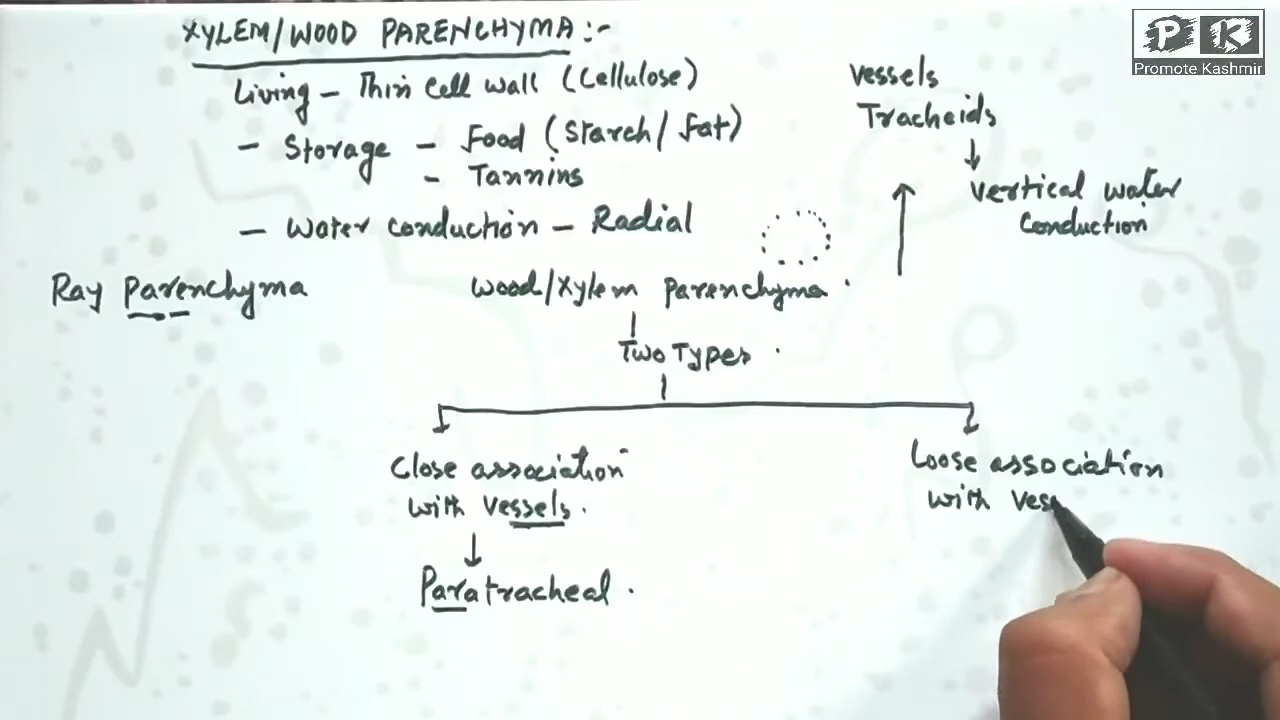 XYLEM/WOOD PARENCHYMA:-
Living - Thin Cell wall (Cellulose)
- Storage - Food (Starch/Fat)
- Tannins
- Water conduction - Radial
Vessels
Tracheids
Vertical water
Conduction
Ray Parenchyma
Wood/Xylem Parenchyma.
Two Types.
Close association
with Vessels.
Paratracheal.
Loose association
with Vess
PK
Promote Kashmir